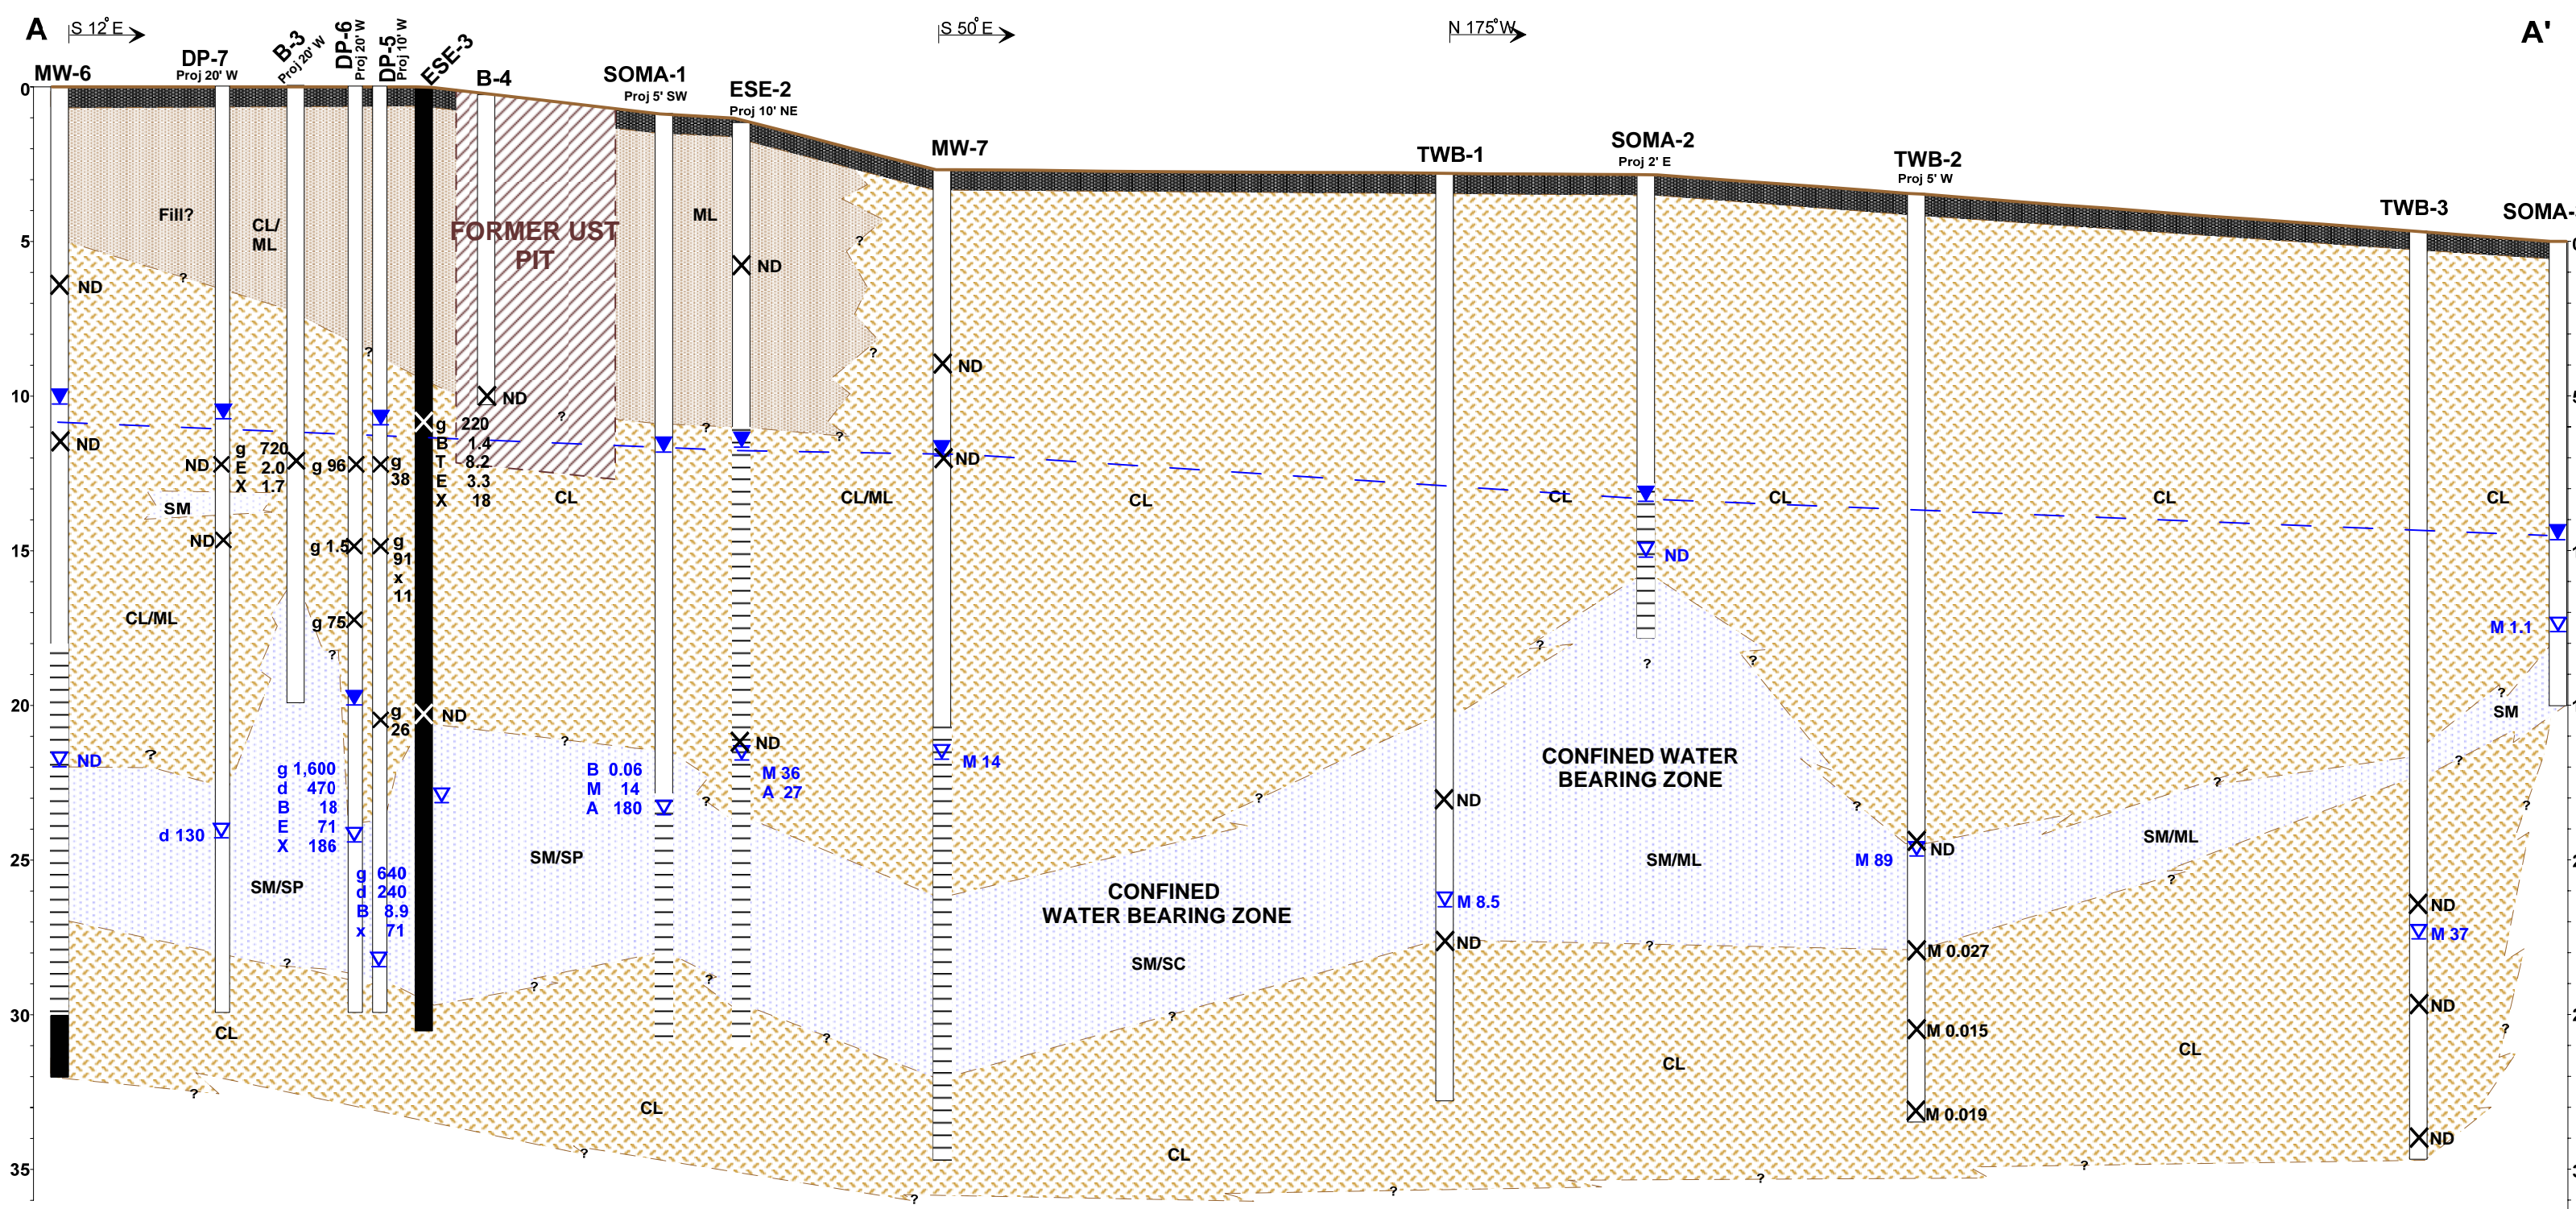 A
S 12° E
S 50° E
N 175° W
A'
MW-6
DP-7
Proj 20' W
B-3
Proj 20' W
DP-6
Proj 20' W
DP-5
Proj 10' W
ESE-3
B-4
SOMA-1
Proj 5' SW
ESE-2
Proj 10' NE
MW-7
TWB-1
SOMA-2
Proj 2' E
TWB-2
Proj 5' W
TWB-3
SOMA-
0
5
10
15
20
25
30
35
Fill?
CL/
ML
FORMER UST
PIT
ML
?
?
?
?
ND
ND
ND
ND
ND
ND
g 720
E 2.0
X 1.7
g 96
g
38
g 220
B 1.4
T 8.2
E 3.3
X 18
?
?
?
ND
ND
SM
ND
g 1.5
g
91
x
11
CL
CL/ML
CL
CL
CL
CL
CL
ND
CL/ML
g 75
?
M 1.1
?
?
?
?
SM
g
26
ND
?
?
ND
ND
g 1,600
d 470
B 18
E 71
X 186
B 0.06
M 14
A 180
M 36
A 27
M 14
?
CONFINED WATER
BEARING ZONE
?
?
?
?
?
d 130
ND
ND
M 89
SM/ML
SM/ML
SM/SP
SM/SP
g 640
d 240
B 8.9
x 71
CONFINED
WATER BEARING ZONE
M 8.5
ND
?
?
M 0.027
ND
M 37
?
?
?
SM/SC
?
?
CL
M 0.015
ND
?
CL
CL
?
CL
M 0.019
ND
?
CL
?
?
?
?